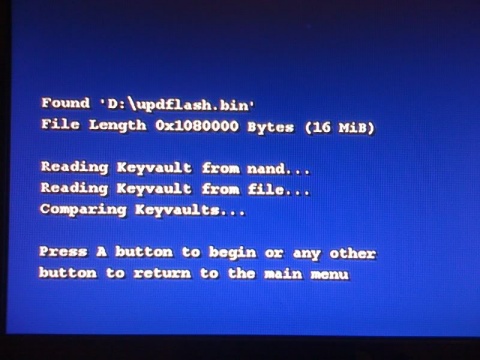 Found 'D:\updflash.bin'
File Length 0x1080000 Bytes (16 MiB)
Reading Keyvault from nand...
Reading Keyvault from file...
Comparing Keyvaults...
Press A button to begin or any other
button to return to the main menu